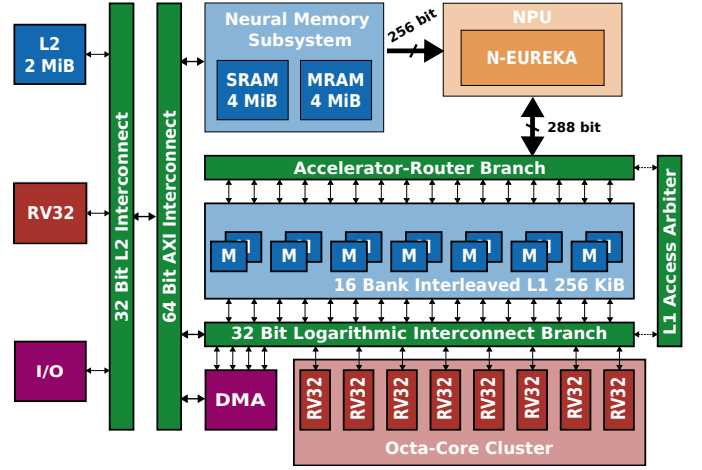 L2
2 MiB
RV32
I/O
32 Bit L2 Interconnect
64 Bit AXI Interconnect
Neural Memory
Subsystem
SRAM
4 MiB
MRAM
4 MiB
256 bit
NPU
N-EUREKA
288 bit
Accelerator-Router Branch
M
M
M
M
M
M
M
16 Bank Interleaved L1 256 KiB
L1 Access Arbiter
32 Bit Logarithmic Interconnect Branch
DMA
RV32
RV32
RV32
RV32
RV32
RV32
RV32
RV32
Octa-Core Cluster